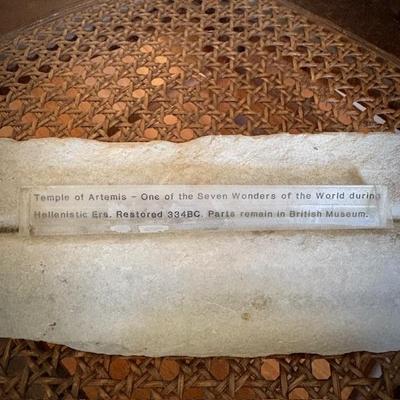 Temple of Artemis – One of the Seven Wonders of the World during
Hellenistic Era. Restored 334BC. Parts remain in British Museum.